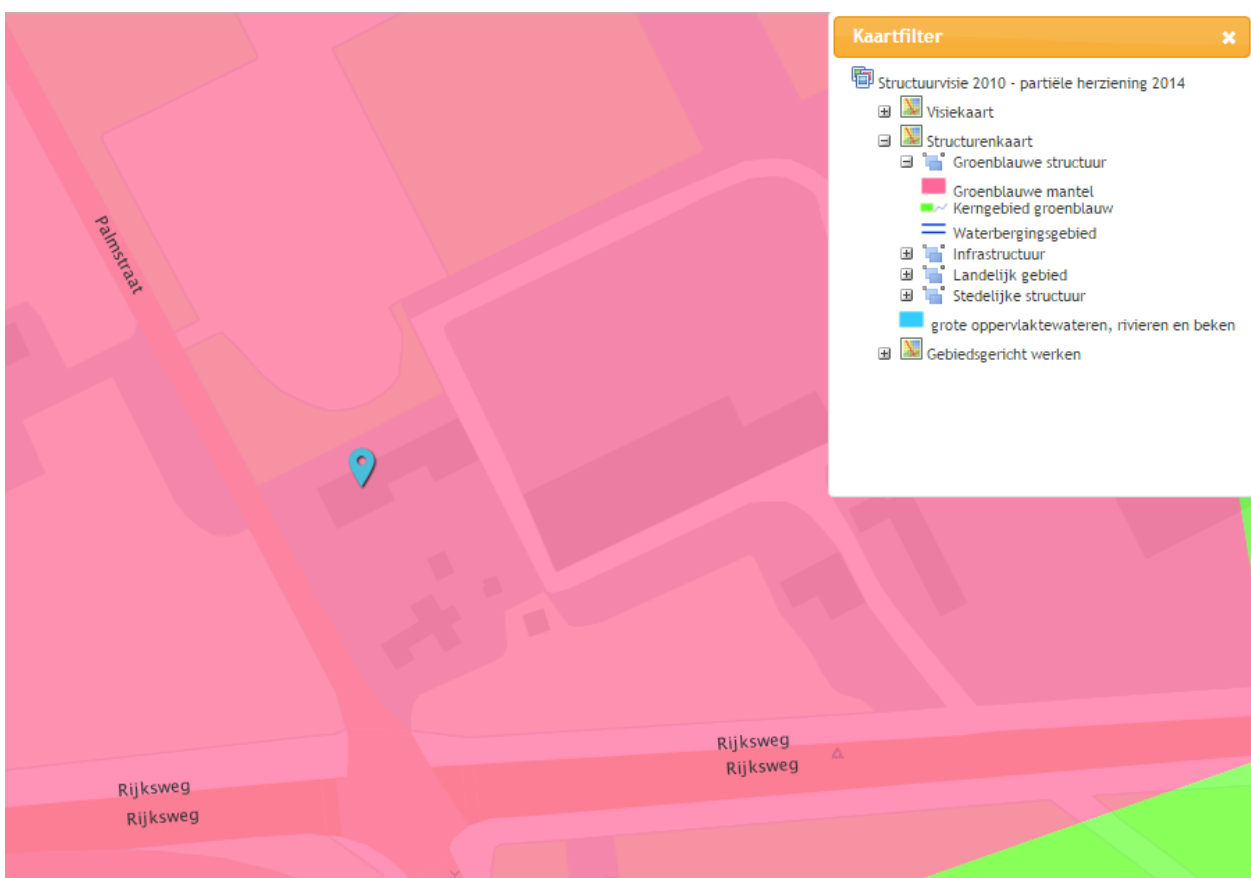 Kaartfilter
Structuurvisie 2010 - partiële herziening 2014
Visiekaart
Structurenkaart
Groenblauwe structuur
Groenblauwe mantel
Kerngebied groenblauw
Waterbergingsgebied
Infrastructuur
Landelijk gebied
Stedelijke structuur
grote oppervlaktewateren, rivieren en beken
Gebiedsgericht werken
Palmstraat
Rijksweg
Rijksweg
Rijksweg
Rijksweg